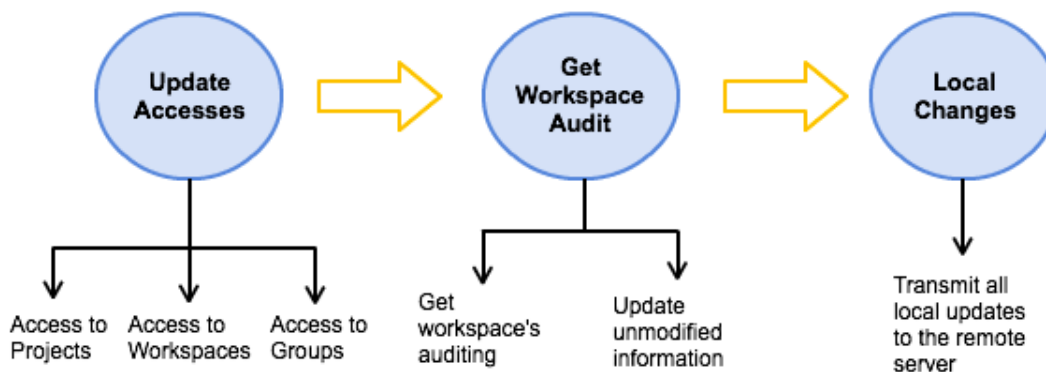 Update
Accesses
Get
Workspace
Audit
Local
Changes
Access to
Projects
Access to
Workspaces
Access to
Groups
Get
workspace's
auditing
Update
unmodified
information
Transmit all
local updates
to the remote
server